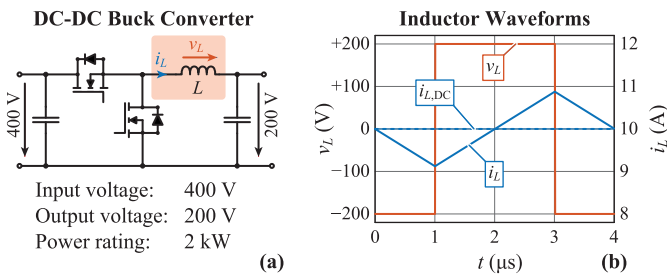 DC-DC Buck Converter
v_L
i_L
L
400 V
200 V
Input voltage: 400 V
Output voltage: 200 V
Power rating: 2 kW
(a)
Inductor Waveforms
+200
+100
0
−100
−200
v_L (V)
v_L
i_L,DC
i_L
12
11
10
9
8
i_L (A)
0 1 2 3 4
t (μs)
(b)